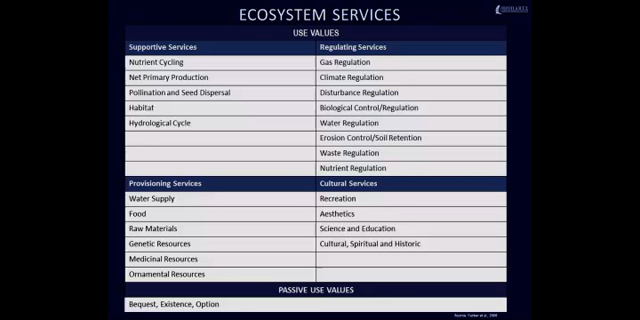 ECOSYSTEM SERVICES
USE VALUES
Supportive Services
Regulating Services
Nutrient Cycling
Gas Regulation
Net Primary Production
Climate Regulation
Pollination and Seed Dispersal
Disturbance Regulation
Habitat
Biological Control/Regulation
Hydrological Cycle
Water Regulation
Erosion Control/Soil Retention
Waste Regulation
Nutrient Regulation
Provisioning Services
Cultural Services
Water Supply
Recreation
Food
Aesthetics
Raw Materials
Science and Education
Genetic Resources
Cultural, Spiritual and Historic
Medicinal Resources
Ornamental Resources
PASSIVE USE VALUES
Bequest, Existence, Option